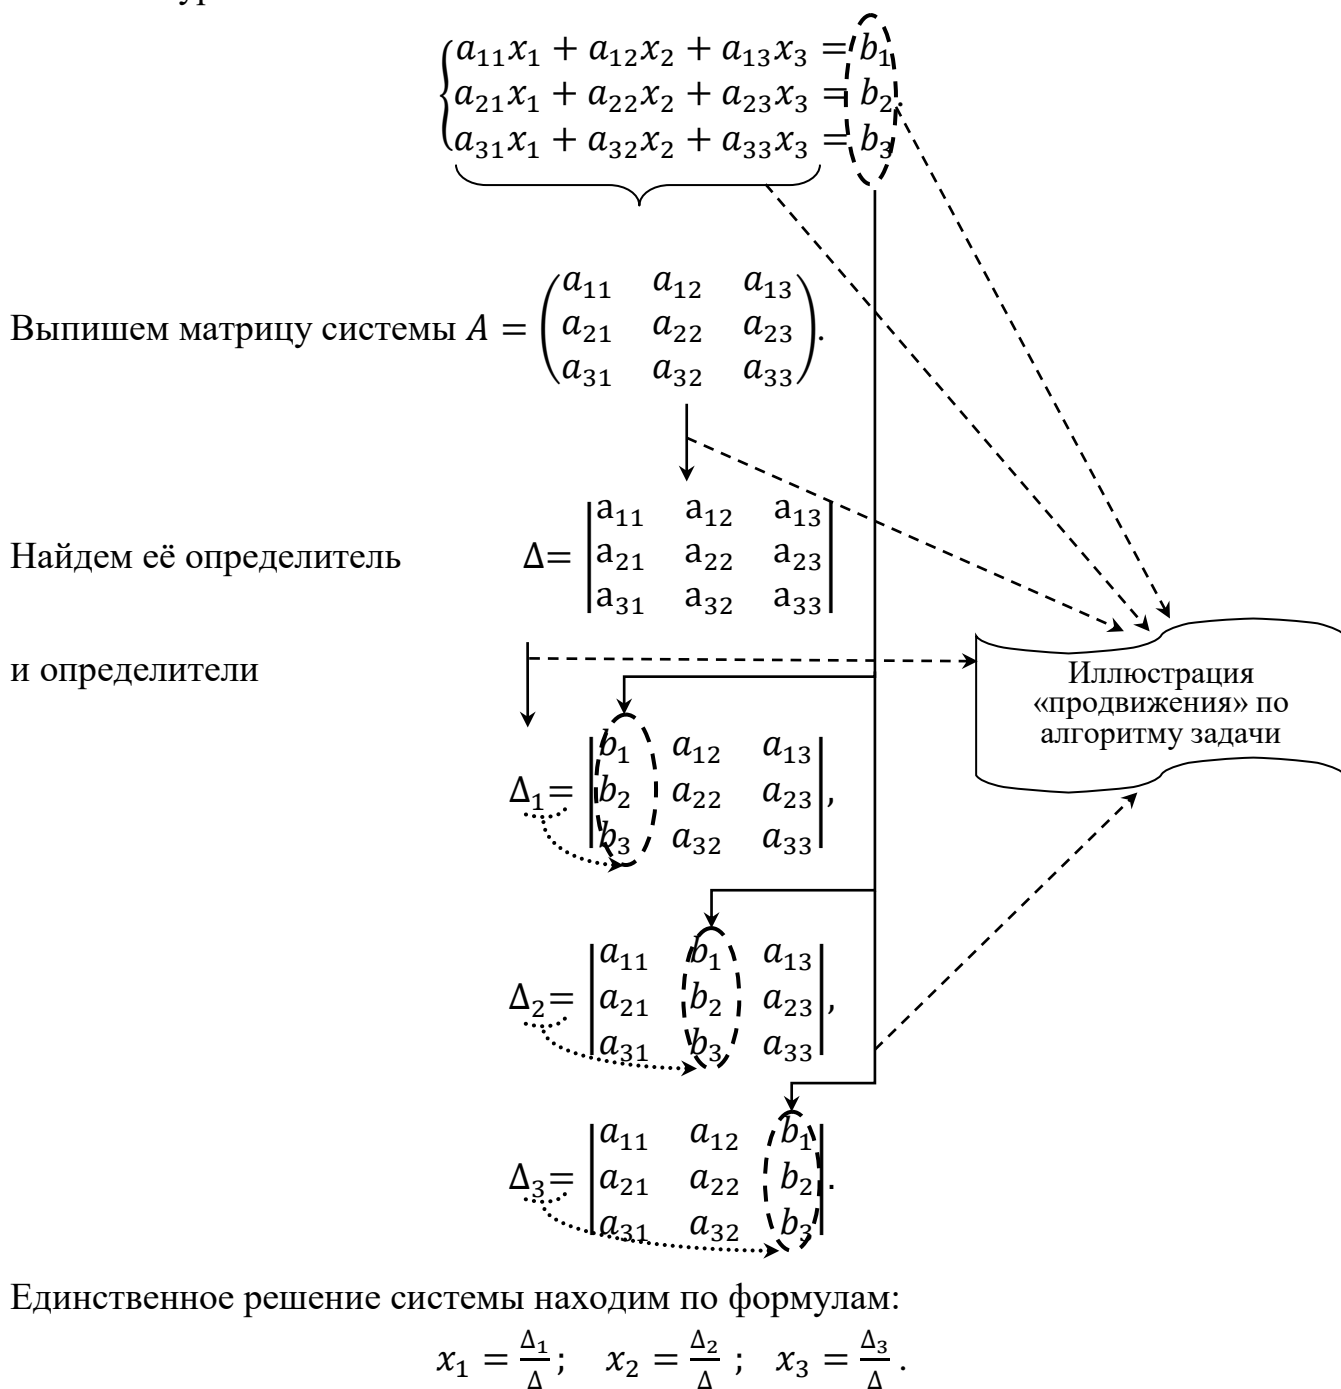 a₁₁x₁ + a₁₂x₂ + a₁₃x₃ = b₁
a₂₁x₁ + a₂₂x₂ + a₂₃x₃ = b₂.
a₃₁x₁ + a₃₂x₂ + a₃₃x₃ = b₃
a₁₁ a₁₂ a₁₃
Выпишем матрицу системы A = ( a₂₁ a₂₂ a₂₃ ).
a₃₁ a₃₂ a₃₃
a₁₁ a₁₂ a₁₃
Найдем её определитель Δ= | a₂₁ a₂₂ a₂₃ |
a₃₁ a₃₂ a₃₃
и определители
Иллюстрация
«продвижения» по
алгоритму задачи
b₁ a₁₂ a₁₃
Δ₁= | b₂ a₂₂ a₂₃ |,
b₃ a₃₂ a₃₃
a₁₁ b₁ a₁₃
Δ₂= | a₂₁ b₂ a₂₃ |,
a₃₁ b₃ a₃₃
a₁₁ a₁₂ b₁
Δ₃= | a₂₁ a₂₂ b₂ |.
a₃₁ a₃₂ b₃
Единственное решение системы находим по формулам:
x₁ = Δ₁/Δ ; x₂ = Δ₂/Δ ; x₃ = Δ₃/Δ .